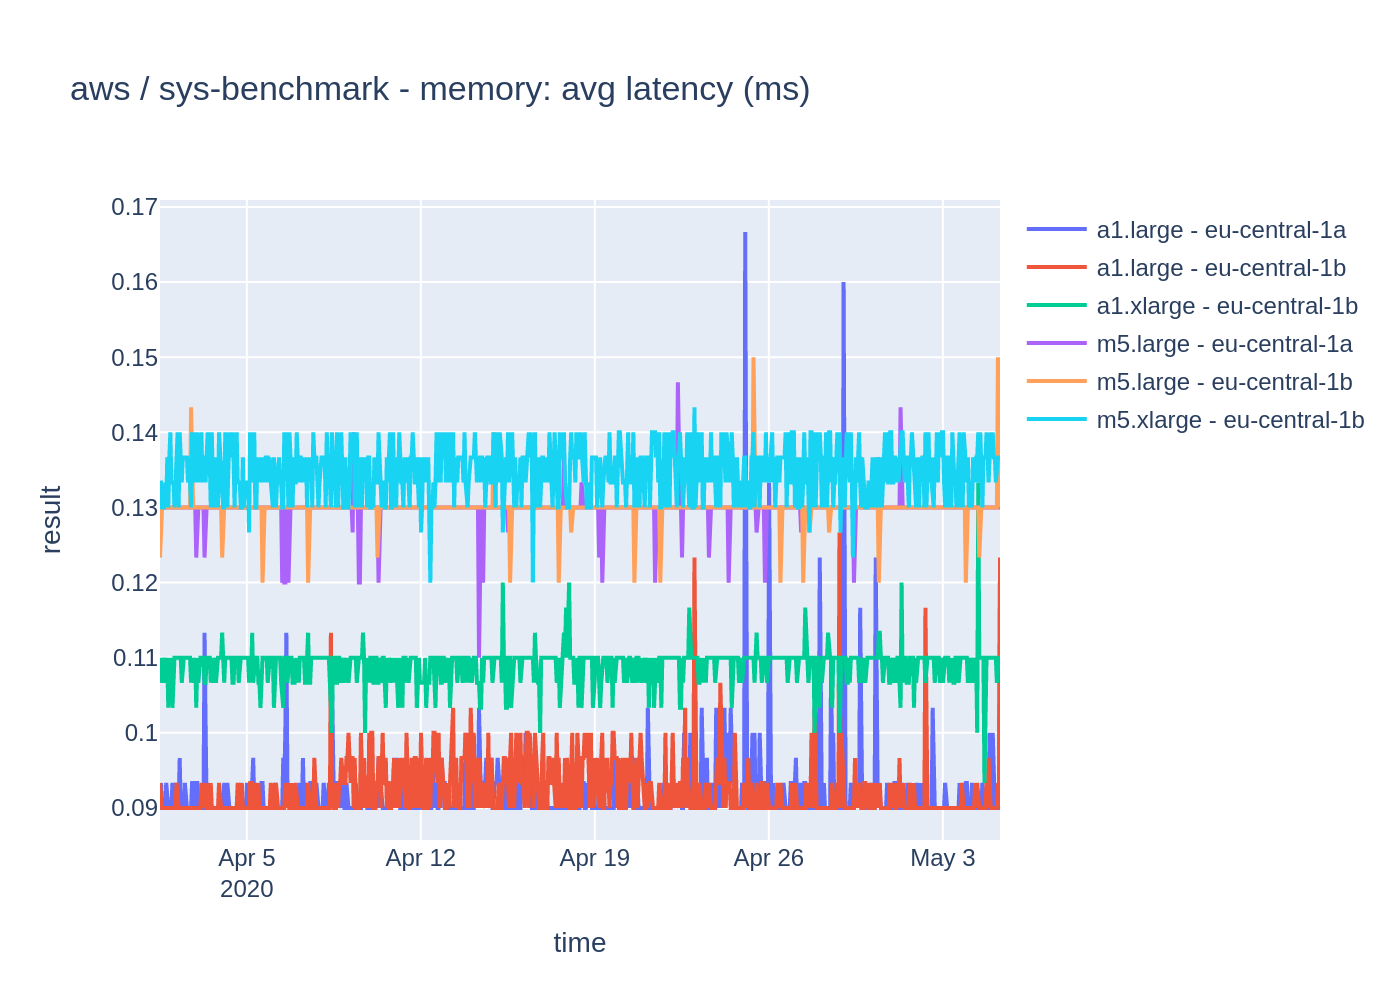 aws / sys-benchmark - memory: avg latency (ms)
0.17
0.16
0.15
0.14
0.13
0.12
0.11
0.1
0.09
result
Apr 5
2020
Apr 12
Apr 19
Apr 26
May 3
time
a1.large - eu-central-1a
a1.large - eu-central-1b
a1.xlarge - eu-central-1b
m5.large - eu-central-1a
m5.large - eu-central-1b
m5.xlarge - eu-central-1b